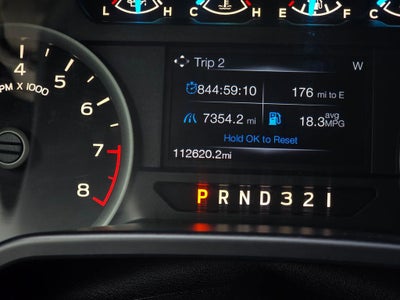 L H C H E F C
Trip 2 W
844:59:10 176 mi to E
7354.2 mi 18.3 avg MPG
Hold OK to Reset
112620.2mi
4
5
PM X 1000
6
7
8
P R N D 3 2 1